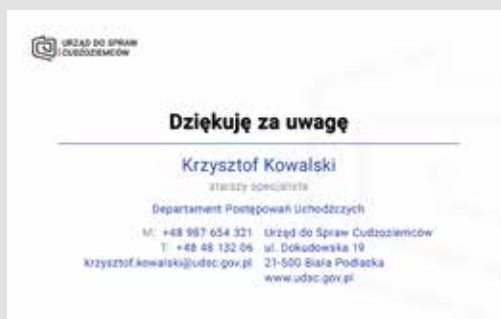 URZĄD DO SPRAW
CUDZOZIEMCÓW
Dziękuję za uwagę
Krzysztof Kowalski
starszy specjalista
Departament Postępowań Uchodźczych
M: +48 987 654 321 Urząd do Spraw Cudzoziemców
T: +48 48 132 06 ul. Dokudowska 19
krzysztof.kowalski@udsc.gov.pl 21-500 Biała Podlaska
www.udsc.gov.pl